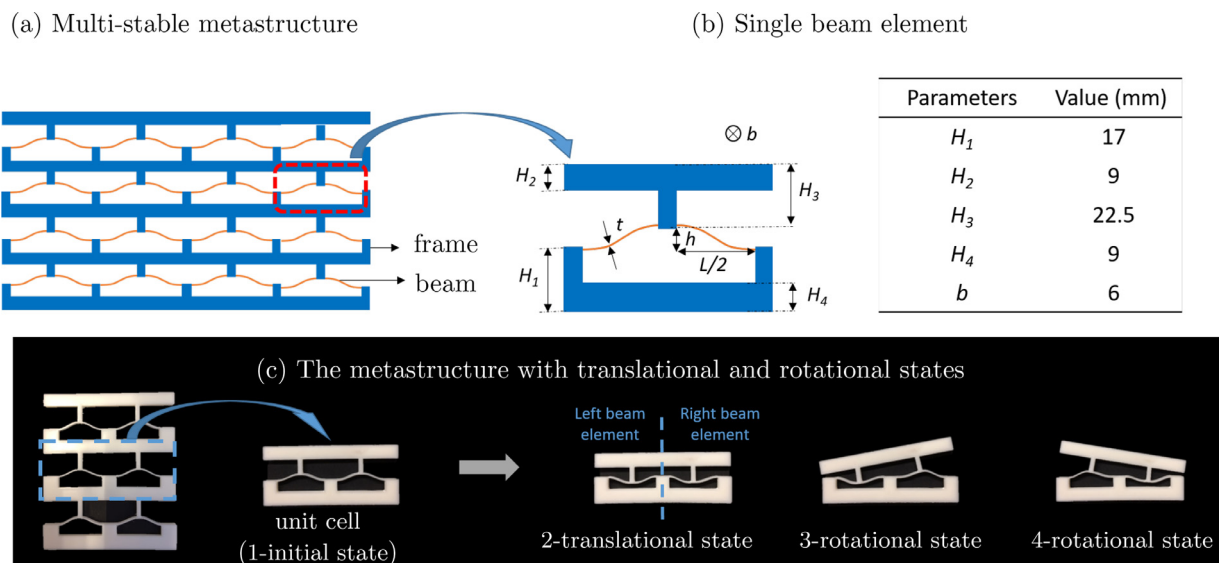 (a) Multi-stable metastructure
(b) Single beam element
frame
beam
⊗ b
H2
H3
t
h
L/2
H1
H4
Parameters Value (mm)
H1 17
H2 9
H3 22.5
H4 9
b 6
(c) The metastructure with translational and rotational states
unit cell
(1-initial state)
Left beam
element
Right beam
element
2-translational state
3-rotational state
4-rotational state